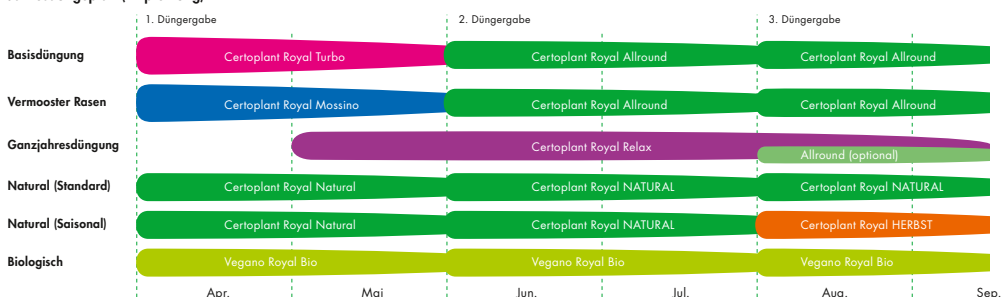 1. Düngergabe 2. Düngergabe 3. Düngergabe
Basisdüngung Certoplant Royal Turbo Certoplant Royal Allround Certoplant Royal Allround
Vermooster Rasen Certoplant Royal Mossino Certoplant Royal Allround Certoplant Royal Allround
Ganzjahresdüngung Certoplant Royal Relax
Allround (optional)
Natural (Standard) Certoplant Royal Natural Certoplant Royal NATURAL Certoplant Royal NATURAL
Natural (Saisonal) Certoplant Royal Natural Certoplant Royal NATURAL Certoplant Royal HERBST
Biologisch Vegano Royal Bio Vegano Royal Bio Vegano Royal Bio
Apr. Mai Jun. Jul. Aug. Sep.